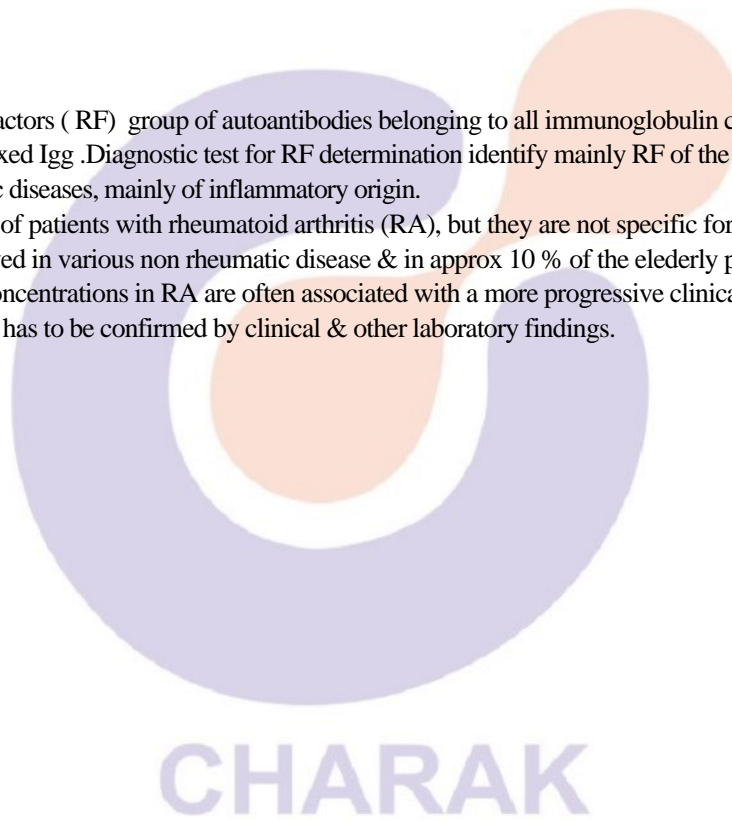 actors ( RF) group of autoantibodies belonging to all immunoglobulin c
xed Igg .Diagnostic test for RF determination identify mainly RF of the
c diseases, mainly of inflammatory origin.
of patients with rheumatoid arthritis (RA), but they are not specific for
ved in various non rheumatic disease & in approx 10 % of the elederly p
oncentrations in RA are often associated with a more progressive clinica
has to be confirmed by clinical & other laboratory findings.
CHARAK